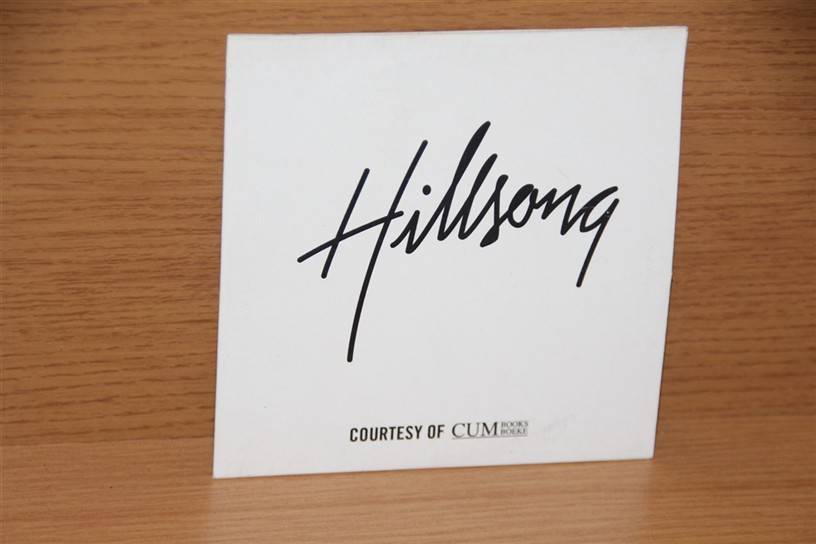 Hillsong
COURTESY OF CUM BOOKS
BOEKE